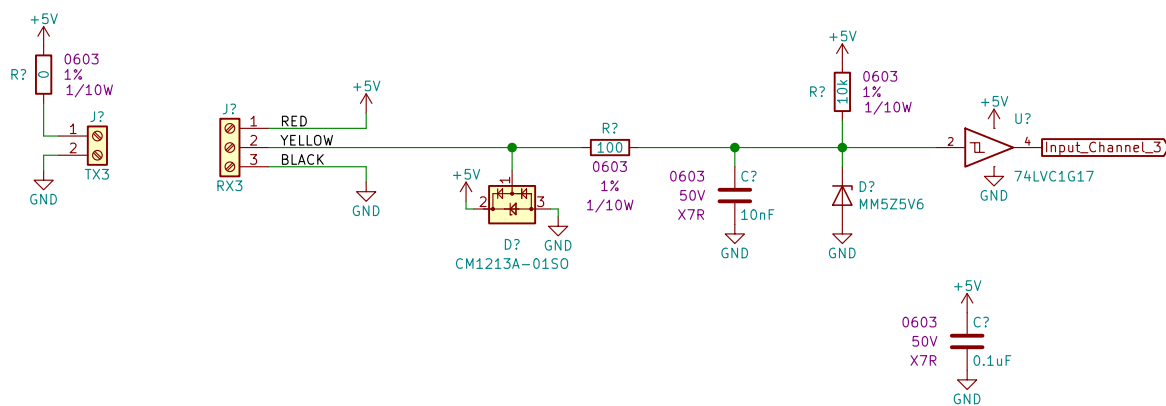 +5V
R?
0
0603
1%
1/10W
J?
1
2
TX3
GND
J?
1
2
3
RX3
RED
YELLOW
BLACK
+5V
GND
+5V
1
2
3
D?
GND
CM1213A-01SO
R?
100
0603
1%
1/10W
0603
50V
X7R
C?
10nF
GND
+5V
R?
10k
0603
1%
1/10W
D?
MM5Z5V6
GND
+5V
U?
2
4
Input_Channel_3
74LVC1G17
GND
+5V
0603
50V
X7R
C?
0.1uF
GND